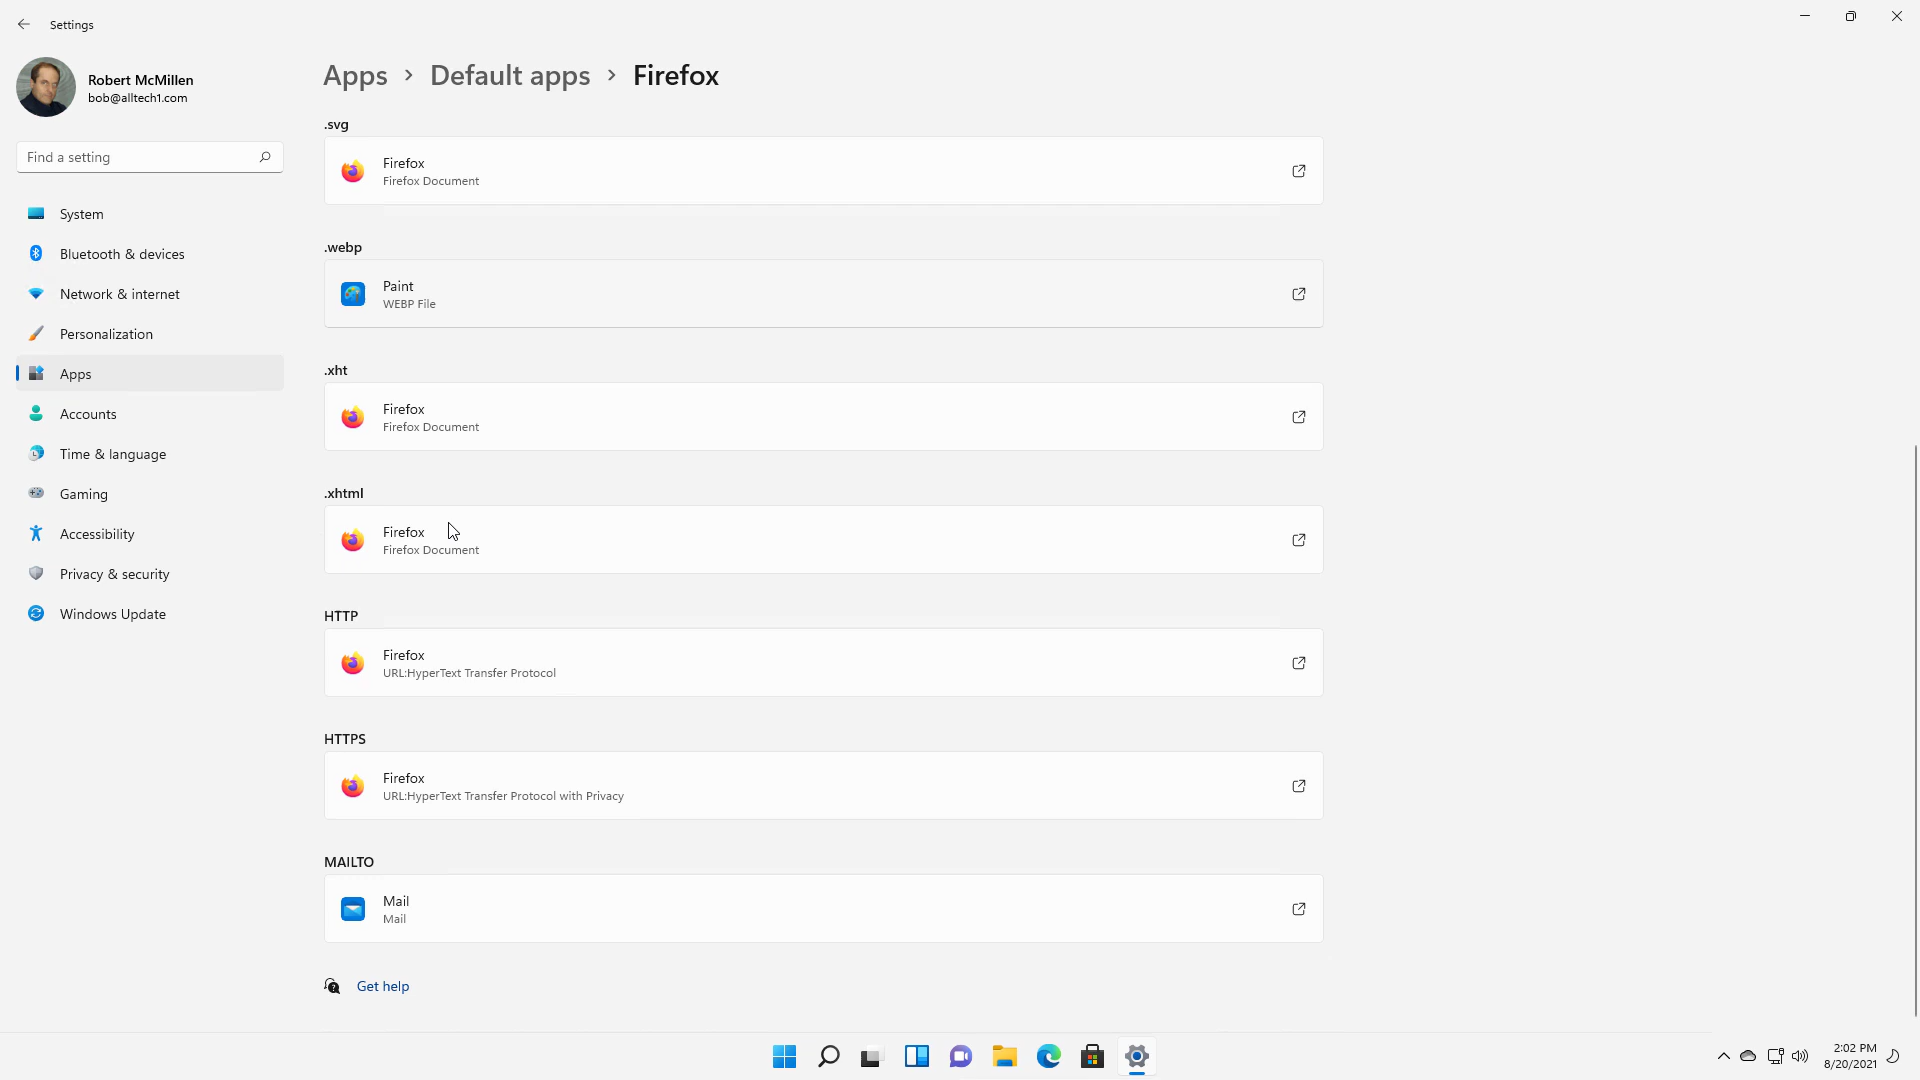 Settings
Robert McMillen
bob@alltech1.com
Find a setting
System
Bluetooth & devices
Network & internet
Personalization
Apps
Accounts
Time & language
Gaming
Accessibility
Privacy & security
Windows Update
Apps > Default apps > Firefox
.svg
Firefox
Firefox Document
.webp
Paint
WEBP File
.xht
Firefox
Firefox Document
.xhtml
Firefox
Firefox Document
HTTP
Firefox
URL:HyperText Transfer Protocol
HTTPS
Firefox
URL:HyperText Transfer Protocol with Privacy
MAILTO
Mail
Mail
Get help
2:02 PM
8/20/2021